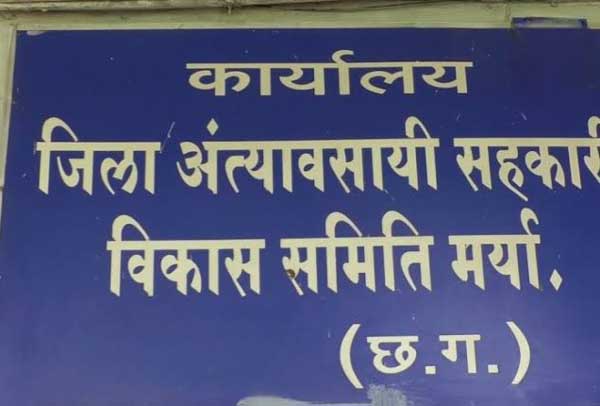 कार्यालय
जिला अंत्यावसायी सहकारी
विकास समिति मर्या.
(छ.ग.)